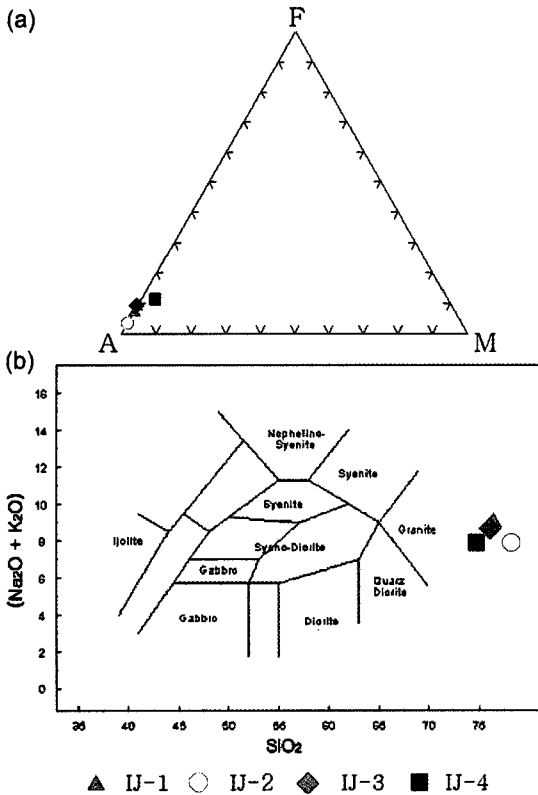 (a)
F
A
M
(b)
16
14
12
10
8
6
4
2
0
(Na2O + K2O)
Nepheline-
Syenite
Syenite
Syenite
Ijolite
Syeno-Diorite
Granite
Gabbro
Gabbro
Diorite
Quarz
Diorite
35 40 45 50 55 60 65 70 75
SiO2
IJ-1 IJ-2 IJ-3 IJ-4